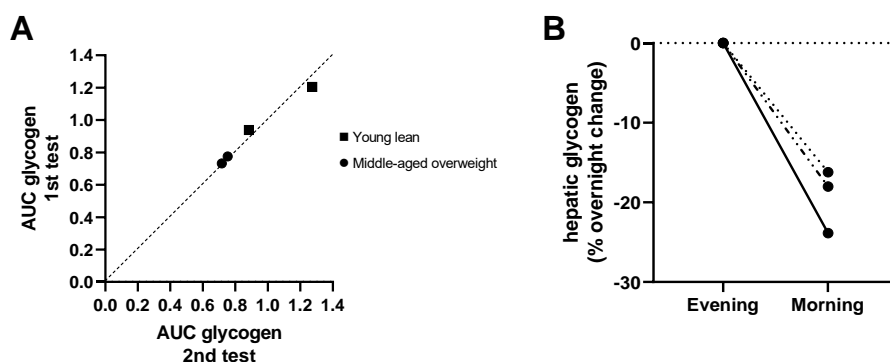 A
AUC glycogen
1st test
1.4
1.2
1.0
0.8
0.6
0.4
0.2
0.0
0.0 0.2 0.4 0.6 0.8 1.0 1.2 1.4
AUC glycogen
2nd test
Young lean
Middle-aged overweight
B
hepatic glycogen
(% overnight change)
0
-10
-20
-30
Evening Morning